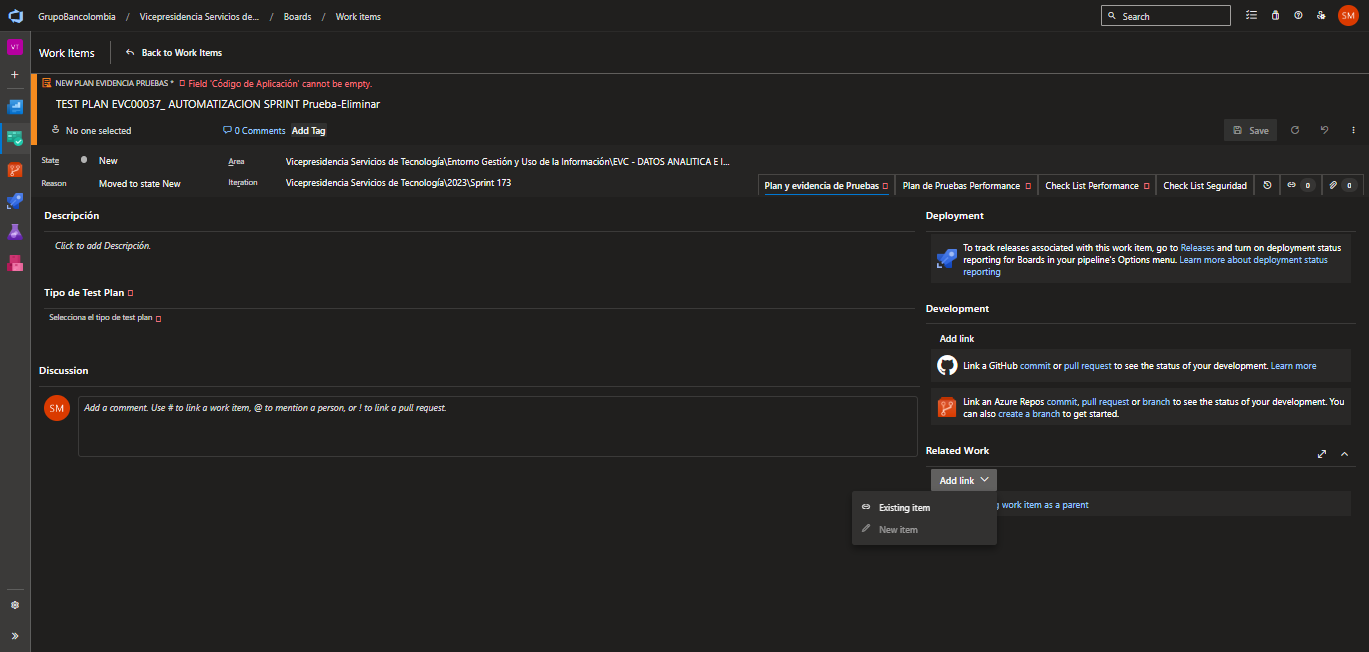 GrupoBancolombia / Vicepresidencia Servicios de... / Boards / Work items
Search
SM
VT
Work Items
Back to Work Items
NEW PLAN EVIDENCIA PRUEBAS * Field 'Código de Aplicación' cannot be empty.
TEST PLAN EVC00037_ AUTOMATIZACION SPRINT Prueba-Eliminar
No one selected
0 Comments
Add Tag
Save
State
New
Area
Vicepresidencia Servicios de Tecnología\Entorno Gestión y Uso de la Información\EVC - DATOS ANALITICA E I...
Reason
Moved to state New
Iteration
Vicepresidencia Servicios de Tecnología\2023\Sprint 173
Plan y evidencia de Pruebas
Plan de Pruebas Performance
Check List Performance
Check List Seguridad
0
0
Descripción
Click to add Descripción.
Tipo de Test Plan
Selecciona el tipo de test plan
Discussion
SM
Add a comment. Use # to link a work item, @ to mention a person, or ! to link a pull request.
Deployment
To track releases associated with this work item, go to Releases and turn on deployment status
reporting for Boards in your pipeline's Options menu. Learn more about deployment status
reporting
Development
Add link
Link a GitHub commit or pull request to see the status of your development. Learn more
Link an Azure Repos commit, pull request or branch to see the status of your development. You
can also create a branch to get started.
Related Work
Add link
Existing item
work item as a parent
New item